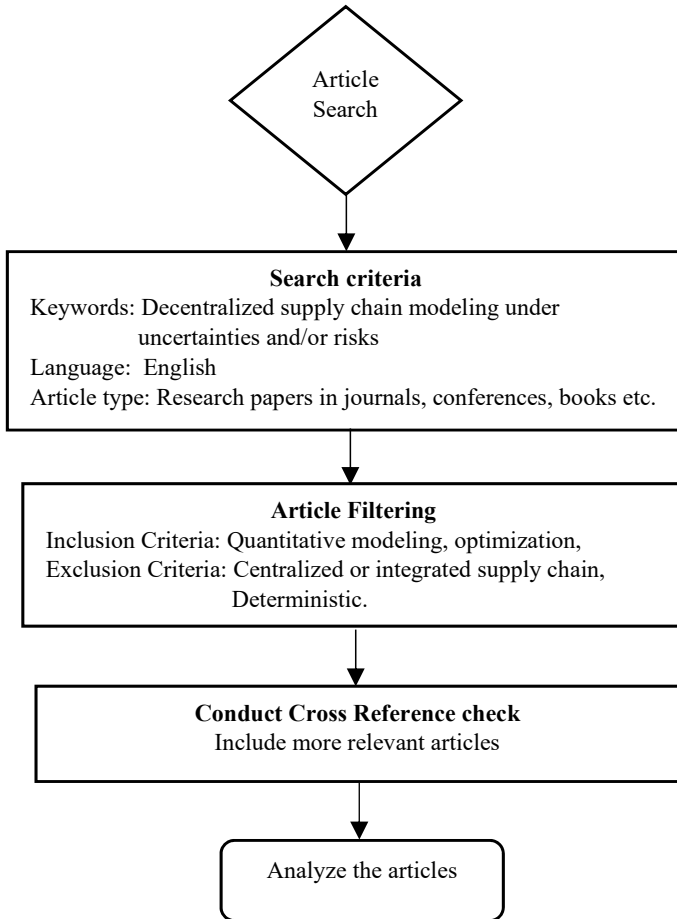 Article
Search
Search criteria
Keywords: Decentralized supply chain modeling under
uncertainties and/or risks
Language: English
Article type: Research papers in journals, conferences, books etc.
Article Filtering
Inclusion Criteria: Quantitative modeling, optimization,
Exclusion Criteria: Centralized or integrated supply chain,
Deterministic.
Conduct Cross Reference check
Include more relevant articles
Analyze the articles